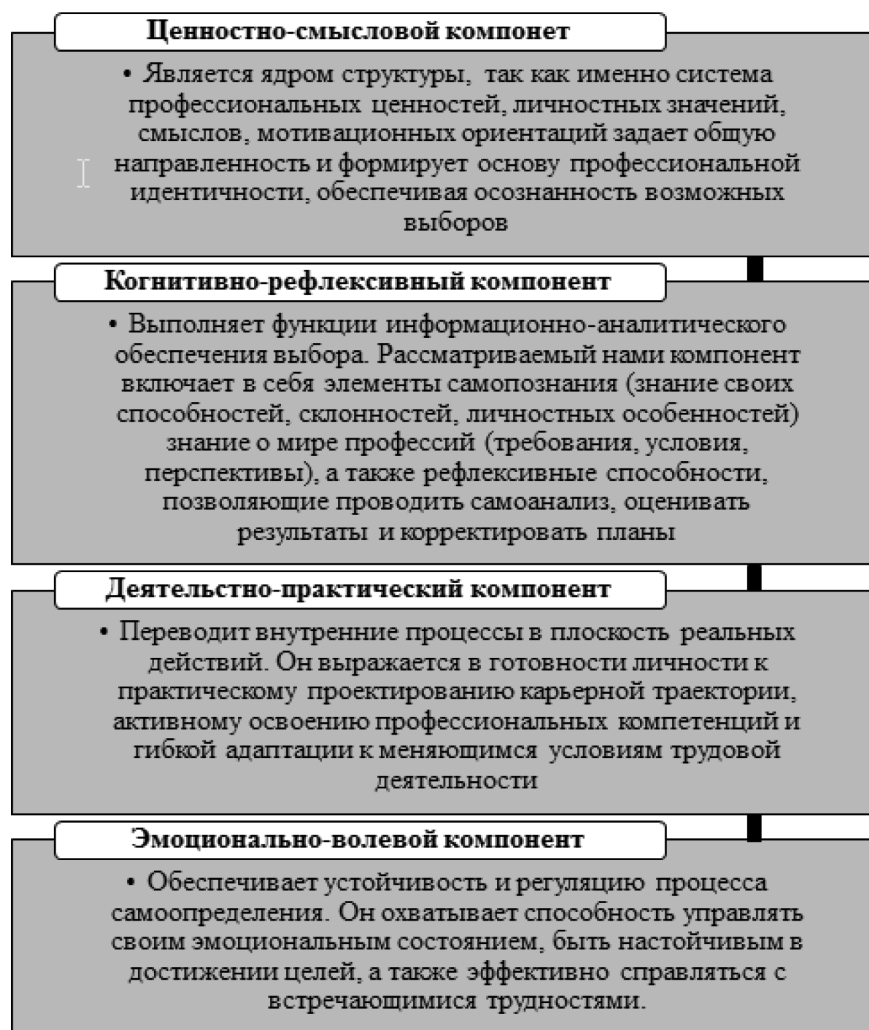 Ценностно-смысловой компонет
• Является ядром структуры, так как именно система
профессиональных ценностей, личностных значений,
смыслов, мотивационных ориентаций задает общую
направленность и формирует основу профессиональной
идентичности, обеспечивая осознанность возможных
выборов
Когнитивно-рефлексивный компонент
• Выполняет функции информационно-аналитического
обеспечения выбора. Рассматриваемый нами компонент
включает в себя элементы самопознания (знание своих
способностей, склонностей, личностных особенностей)
знание о мире профессий (требования, условия,
перспективы), а также рефлексивные способности,
позволяющие проводить самоанализ, оценивать
результаты и корректировать планы
Деятельстно-практический компонент
• Переводит внутренние процессы в плоскость реальных
действий. Он выражается в готовности личности к
практическому проектированию карьерной траектории,
активному освоению профессиональных компетенций и
гибкой адаптации к меняющимся условиям трудовой
деятельности
Эмоционально-волевой компонент
• Обеспечивает устойчивость и регуляцию процесса
самоопределения. Он охватывает способность управлять
своим эмоциональным состоянием, быть настойчивым в
достижении целей, а также эффективно справляться с
встречающимися трудностями.